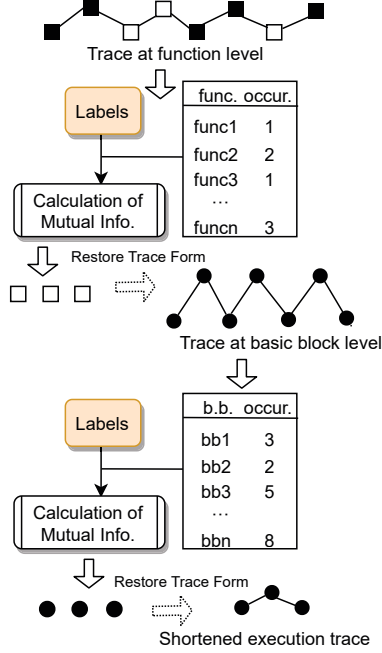 Trace at function level
Labels
func. occur.
func1 1
func2 2
func3 1
...
funcn 3
Calculation of
Mutual Info.
Restore Trace Form
Trace at basic block level
Labels
b.b. occur.
bb1 3
bb2 2
bb3 5
...
bbn 8
Calculation of
Mutual Info.
Restore Trace Form
Shortened execution trace